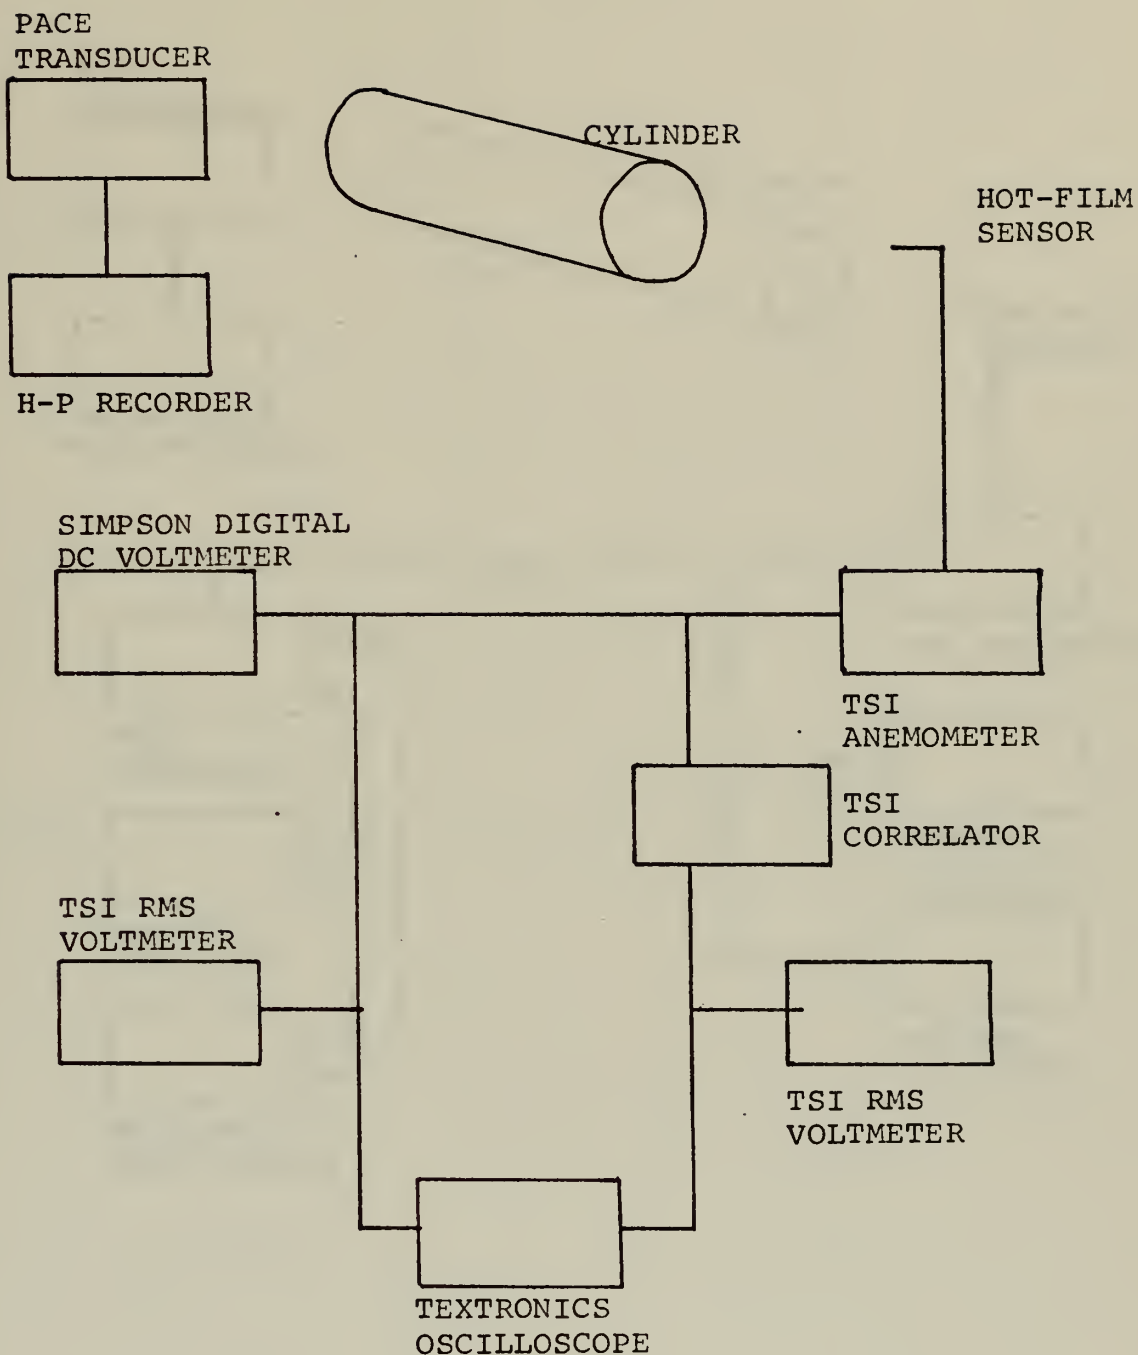 PACE
TRANSDUCER
CYLINDER
HOT-FILM
SENSOR
H-P RECORDER
SIMPSON DIGITAL
DC VOLTMETER
TSI
ANEMOMETER
TSI
CORRELATOR
TSI RMS
VOLTMETER
TSI RMS
VOLTMETER
TEXTRONICS
OSCILLOSCOPE